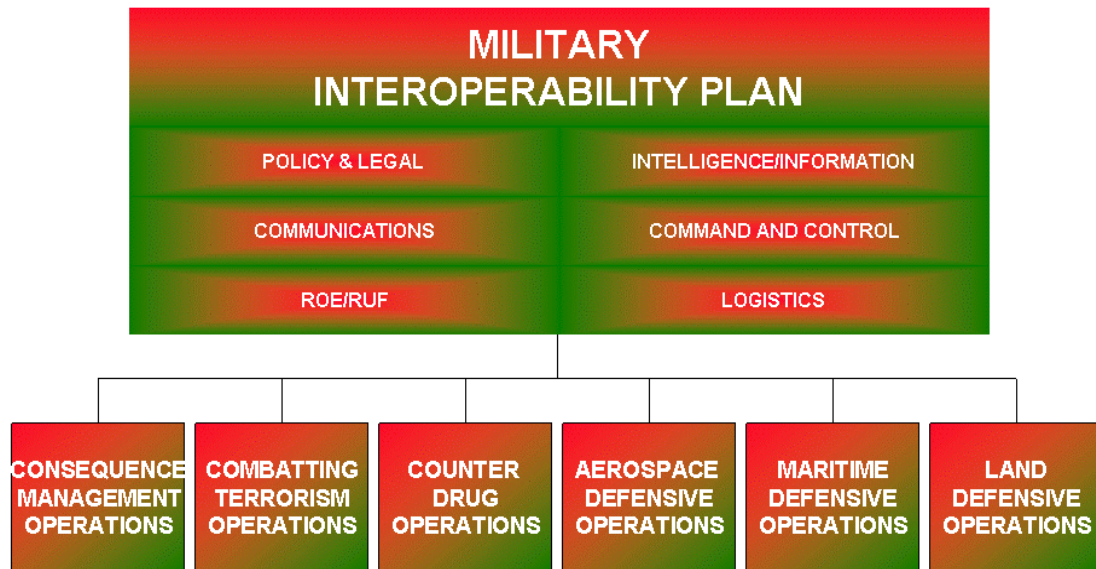 MILITARY
INTEROPERABILITY PLAN
POLICY & LEGAL
INTELLIGENCE/INFORMATION
COMMUNICATIONS
COMMAND AND CONTROL
ROE/RUF
LOGISTICS
CONSEQUENCE
MANAGEMENT
OPERATIONS
COMBATTING
TERRORISM
OPERATIONS
COUNTER
DRUG
OPERATIONS
AEROSPACE
DEFENSIVE
OPERATIONS
MARITIME
DEFENSIVE
OPERATIONS
LAND
DEFENSIVE
OPERATIONS